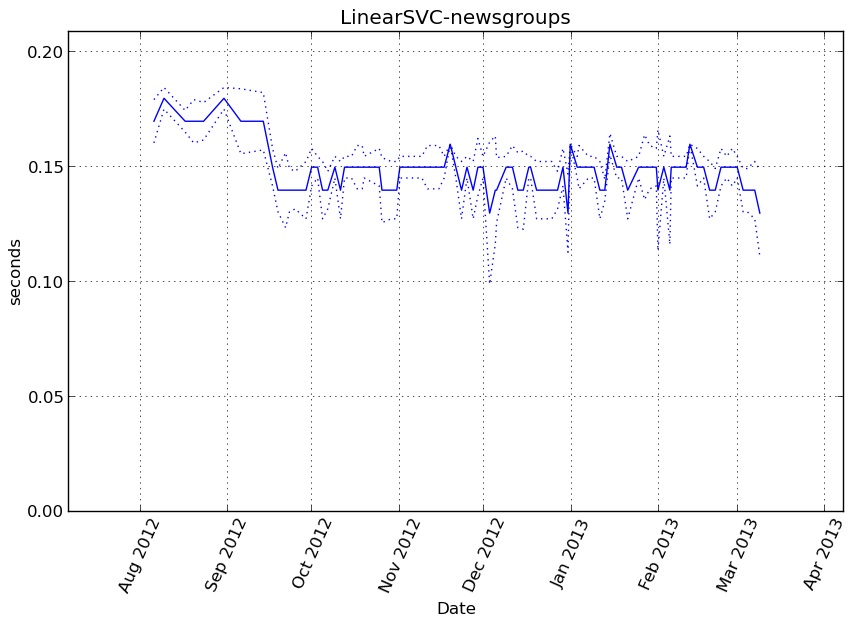 LinearSVC-newsgroups
0.20
0.15
0.10
0.05
0.00
seconds
Aug 2012
Sep 2012
Oct 2012
Nov 2012
Dec 2012
Jan 2013
Feb 2013
Mar 2013
Apr 2013
Date